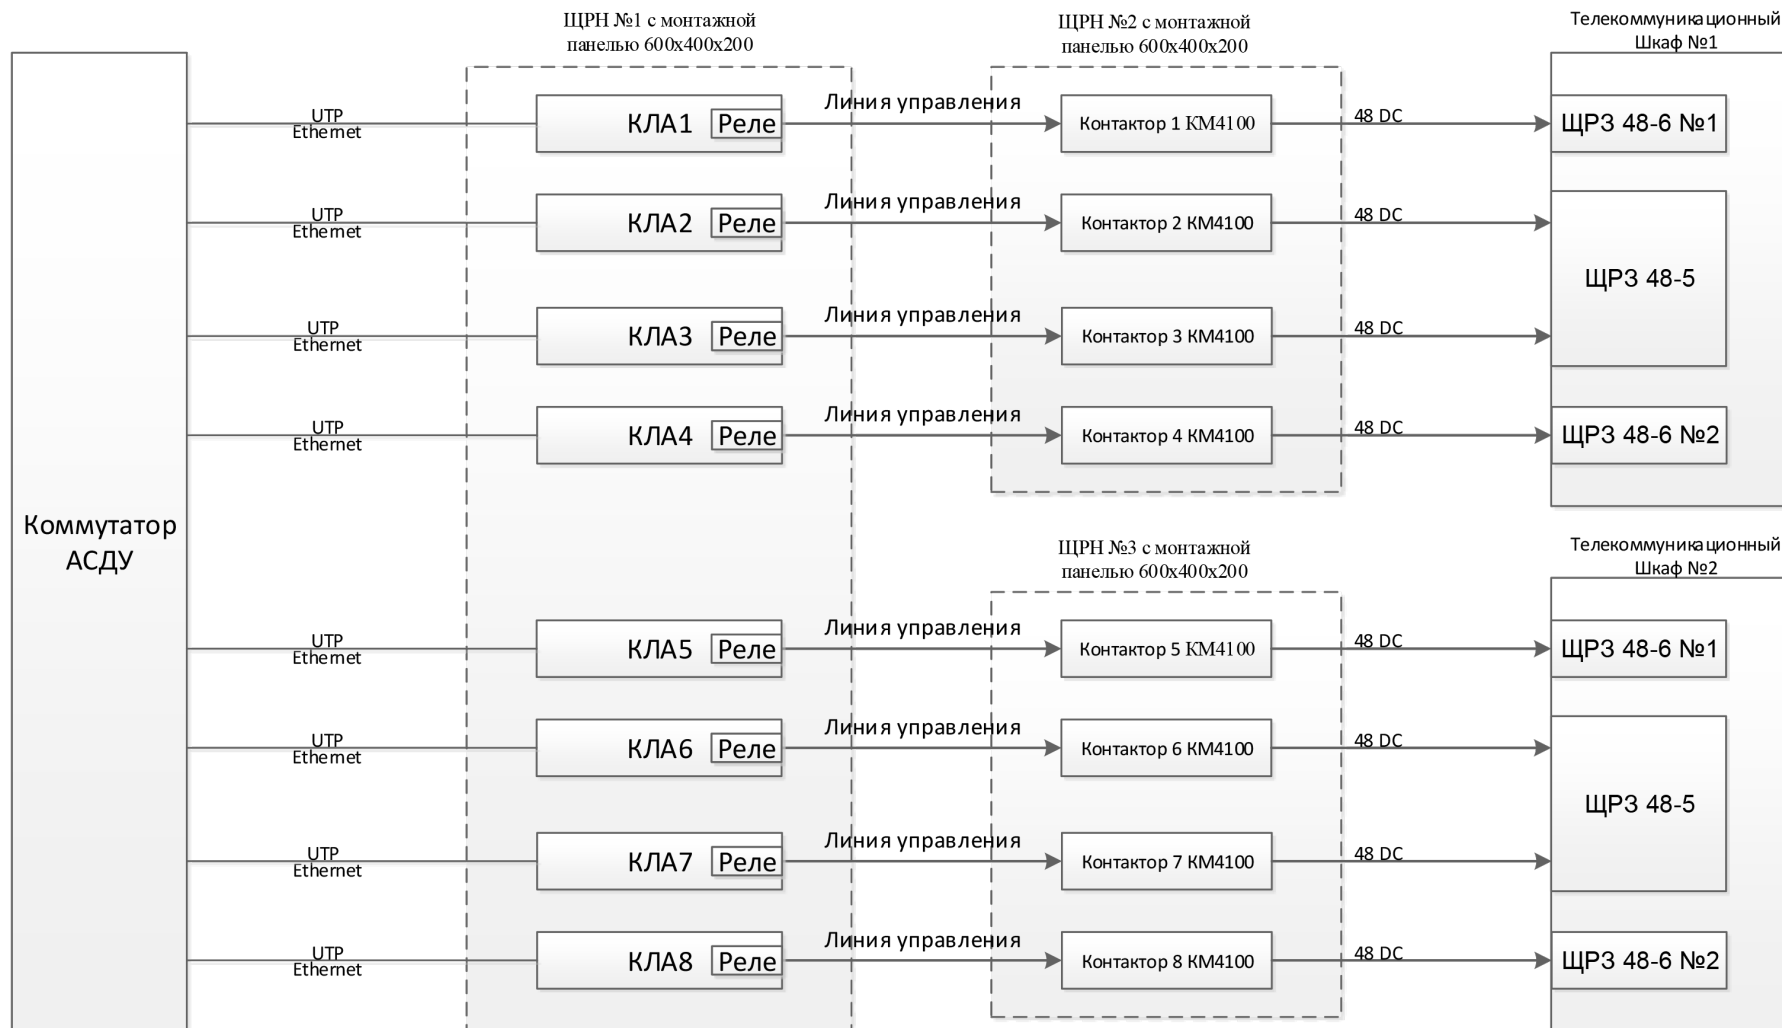 ЩРН №1 с монтажной
панелью 600х400х200
ЩРН №2 с монтажной
панелью 600х400х200
Телекоммуникационный
Шкаф №1
UTP
Ethernet
КЛА1
Реле
Линия управления
Контактор 1 КМ4100
48 DC
ЩРЗ 48-6 №1
UTP
Ethernet
КЛА2
Реле
Линия управления
Контактор 2 КМ4100
48 DC
ЩРЗ 48-5
UTP
Ethernet
КЛА3
Реле
Линия управления
Контактор 3 КМ4100
48 DC
UTP
Ethernet
КЛА4
Реле
Линия управления
Контактор 4 КМ4100
48 DC
ЩРЗ 48-6 №2
Коммутатор
АСДУ
ЩРН №3 с монтажной
панелью 600х400х200
Телекоммуникационный
Шкаф №2
UTP
Ethernet
КЛА5
Реле
Линия управления
Контактор 5 КМ4100
48 DC
ЩРЗ 48-6 №1
UTP
Ethernet
КЛА6
Реле
Линия управления
Контактор 6 КМ4100
48 DC
ЩРЗ 48-5
UTP
Ethernet
КЛА7
Реле
Линия управления
Контактор 7 КМ4100
48 DC
UTP
Ethernet
КЛА8
Реле
Линия управления
Контактор 8 КМ4100
48 DC
ЩРЗ 48-6 №2